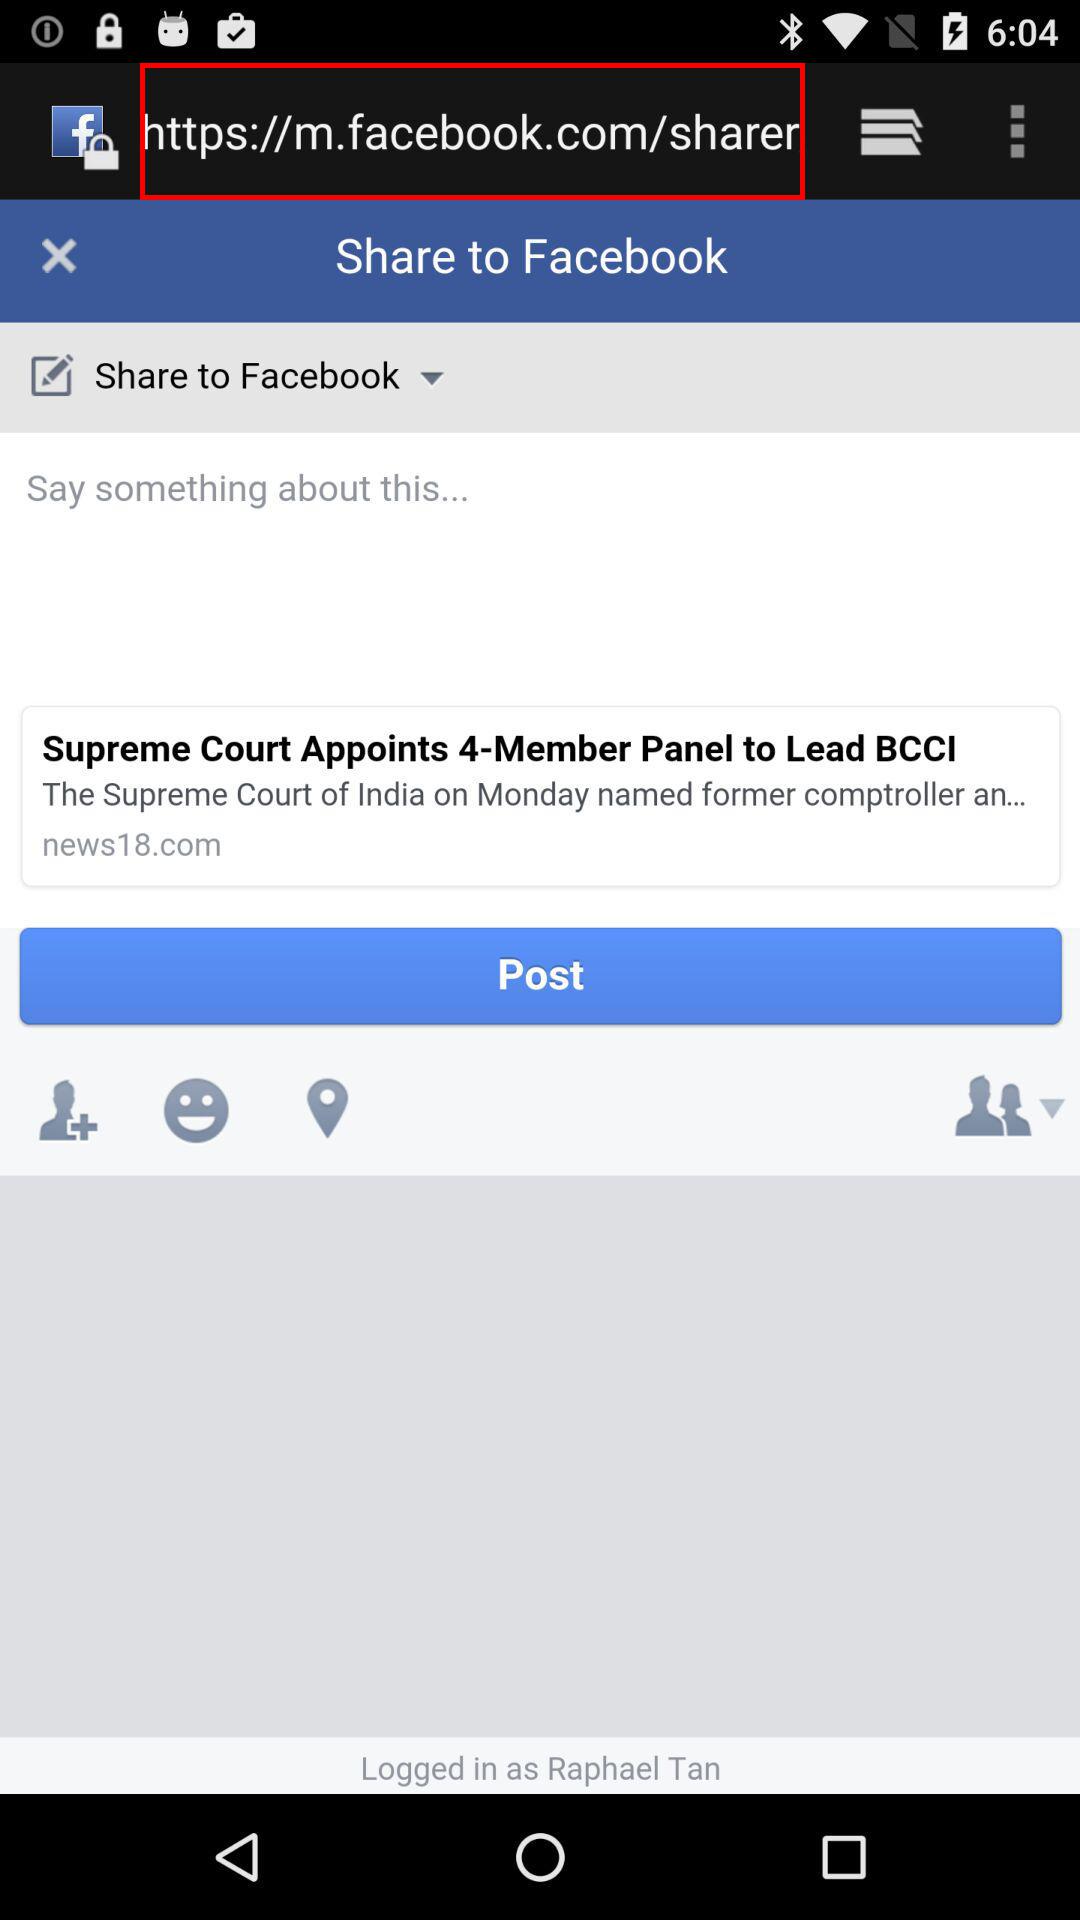 6:04
https://m.facebook.com/sharer
Share to Facebook
Share to Facebook
Say something about this...
Supreme Court Appoints 4-Member Panel to Lead BCCI
The Supreme Court of India on Monday named former comptroller an...
news18.com
Post
Logged in as Raphael Tan